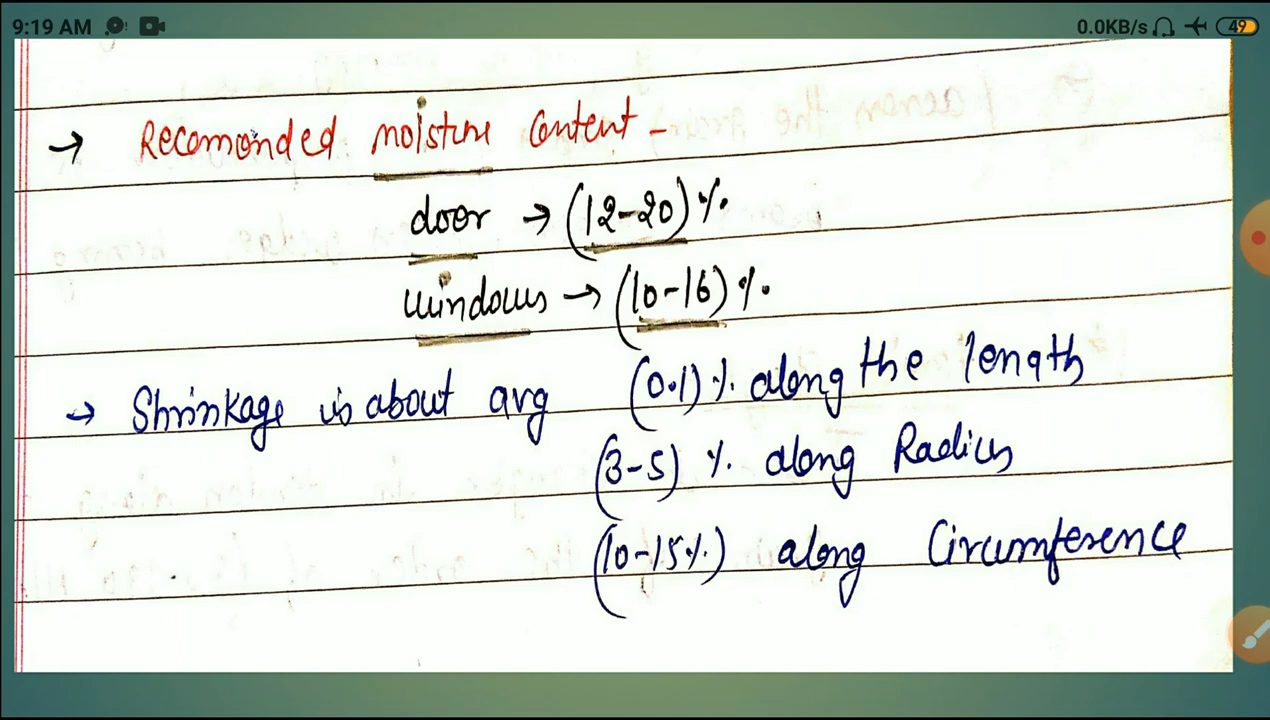 9:19 AM
0.0KB/s
49
→ Recomonded moisture Content -
door → (12-20) %.
windows → (10-16) %.
→ Shrinkage is about avg (0.1) %. along the length
(3-5) %. along Radius
(10-15%.) along Circumference